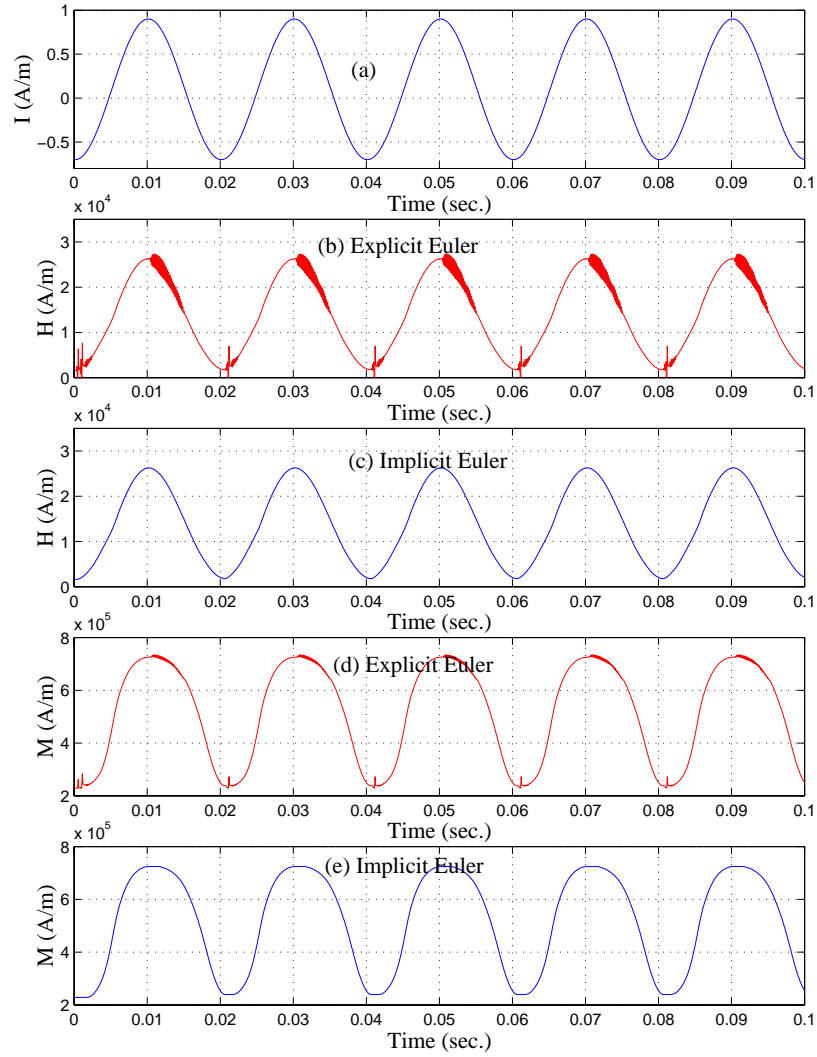 1
0.5
0
−0.5
I (A/m)
(a)
0 0.01 0.02 0.03 0.04 0.05 0.06 0.07 0.08 0.09 0.1
Time (sec.)
x 10^4
3
2
1
0
H (A/m)
(b) Explicit Euler
0 0.01 0.02 0.03 0.04 0.05 0.06 0.07 0.08 0.09 0.1
Time (sec.)
x 10^4
3
2
1
0
H (A/m)
(c) Implicit Euler
0 0.01 0.02 0.03 0.04 0.05 0.06 0.07 0.08 0.09 0.1
Time (sec.)
x 10^5
8
6
4
2
M (A/m)
(d) Explicit Euler
0 0.01 0.02 0.03 0.04 0.05 0.06 0.07 0.08 0.09 0.1
Time (sec.)
x 10^5
8
6
4
2
M (A/m)
(e) Implicit Euler
0 0.01 0.02 0.03 0.04 0.05 0.06 0.07 0.08 0.09 0.1
Time (sec.)